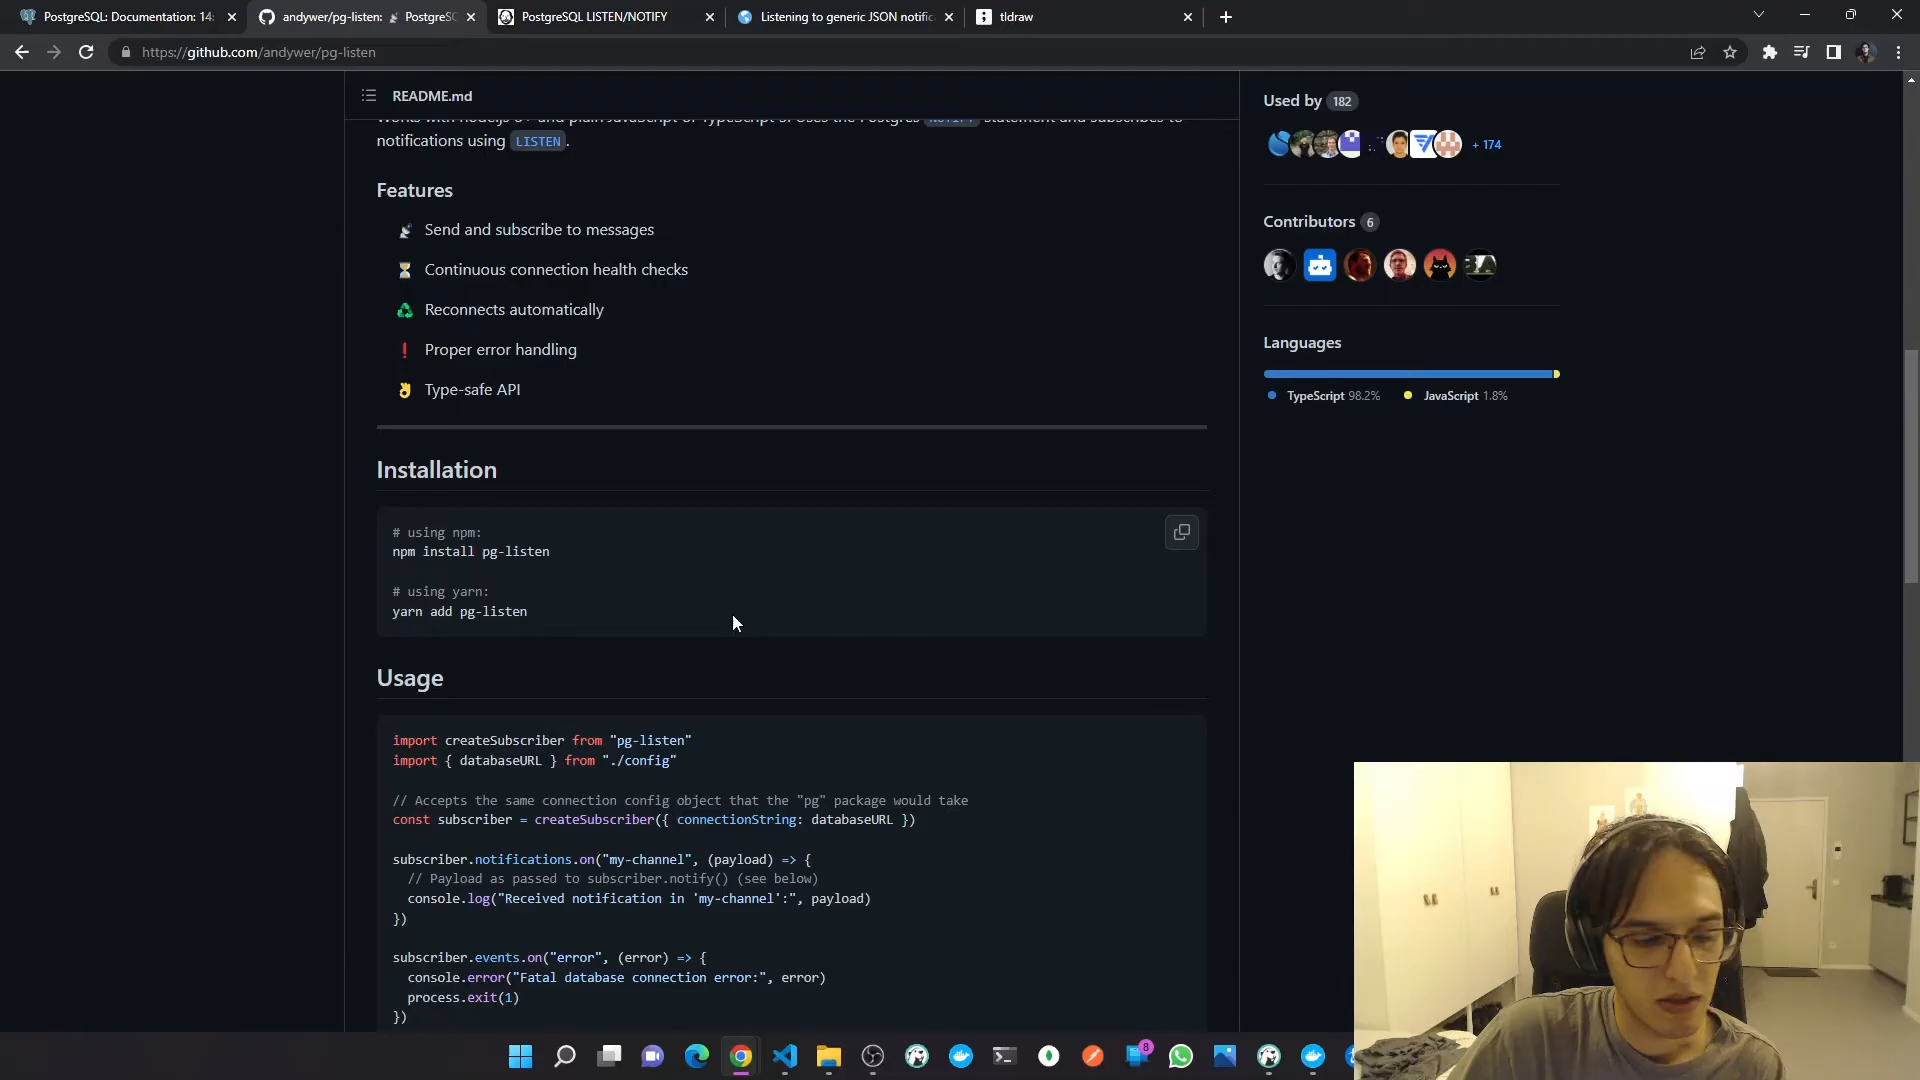 PostgreSQL: Documentation: 14:
andywer/pg-listen: 📡 PostgreSQ
PostgreSQL LISTEN/NOTIFY
Listening to generic JSON notific
tldraw
https://github.com/andywer/pg-listen
README.md
notifications using LISTEN.
Features
📡 Send and subscribe to messages
⏳ Continuous connection health checks
♻️ Reconnects automatically
❗ Proper error handling
👌 Type-safe API
Installation
# using npm:
npm install pg-listen
# using yarn:
yarn add pg-listen
Usage
import createSubscriber from "pg-listen"
import { databaseURL } from "./config"
// Accepts the same connection config object that the "pg" package would take
const subscriber = createSubscriber({ connectionString: databaseURL })
subscriber.notifications.on("my-channel", (payload) => {
// Payload as passed to subscriber.notify() (see below)
console.log("Received notification in 'my-channel':", payload)
})
subscriber.events.on("error", (error) => {
console.error("Fatal database connection error:", error)
process.exit(1)
})
Used by 182
+ 174
Contributors 6
Languages
TypeScript 98.2%
JavaScript 1.8%
8